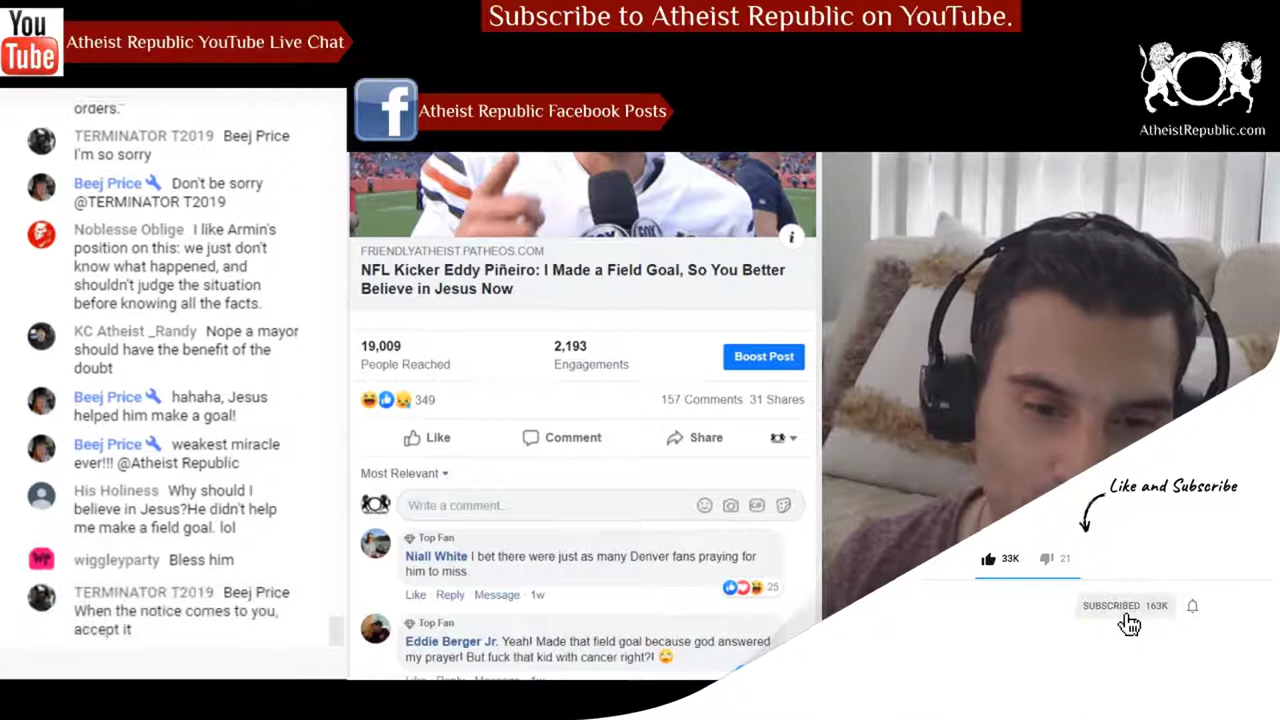 You
Tube
Atheist Republic YouTube Live Chat
Subscribe to Atheist Republic on YouTube.
AtheistRepublic.com
Atheist Republic Facebook Posts
orders."
TERMINATOR T2019 Beej Price
I'm so sorry
Beej Price Don't be sorry
@TERMINATOR T2019
Noblesse Oblige I like Armin's
position on this: we just don't
know what happened, and
shouldn't judge the situation
before knowing all the facts.
KC Atheist _Randy Nope a mayor
should have the benefit of the
doubt
Beej Price hahaha, Jesus
helped him make a goal!
Beej Price weakest miracle
ever!!! @Atheist Republic
His Holiness Why should I
believe in Jesus?He didn't help
me make a field goal. lol
wiggleyparty Bless him
TERMINATOR T2019 Beej Price
When the notice comes to you,
accept it
FOX
FOX
FRIENDLYATHEIST.PATHEOS.COM
NFL Kicker Eddy Piñeiro: I Made a Field Goal, So You Better
Believe in Jesus Now
19,009
People Reached
2,193
Engagements
Boost Post
349
157 Comments 31 Shares
Like
Comment
Share
Most Relevant
Write a comment...
GIF
Top Fan
Niall White I bet there were just as many Denver fans praying for
him to miss.
25
Like Reply Message 1w
Top Fan
Eddie Berger Jr. Yeah! Made that field goal because god answered
my prayer! But fuck that kid with cancer right?!
Like Reply Message 1w
Like and Subscribe
33K
21
SUBSCRIBED 163K